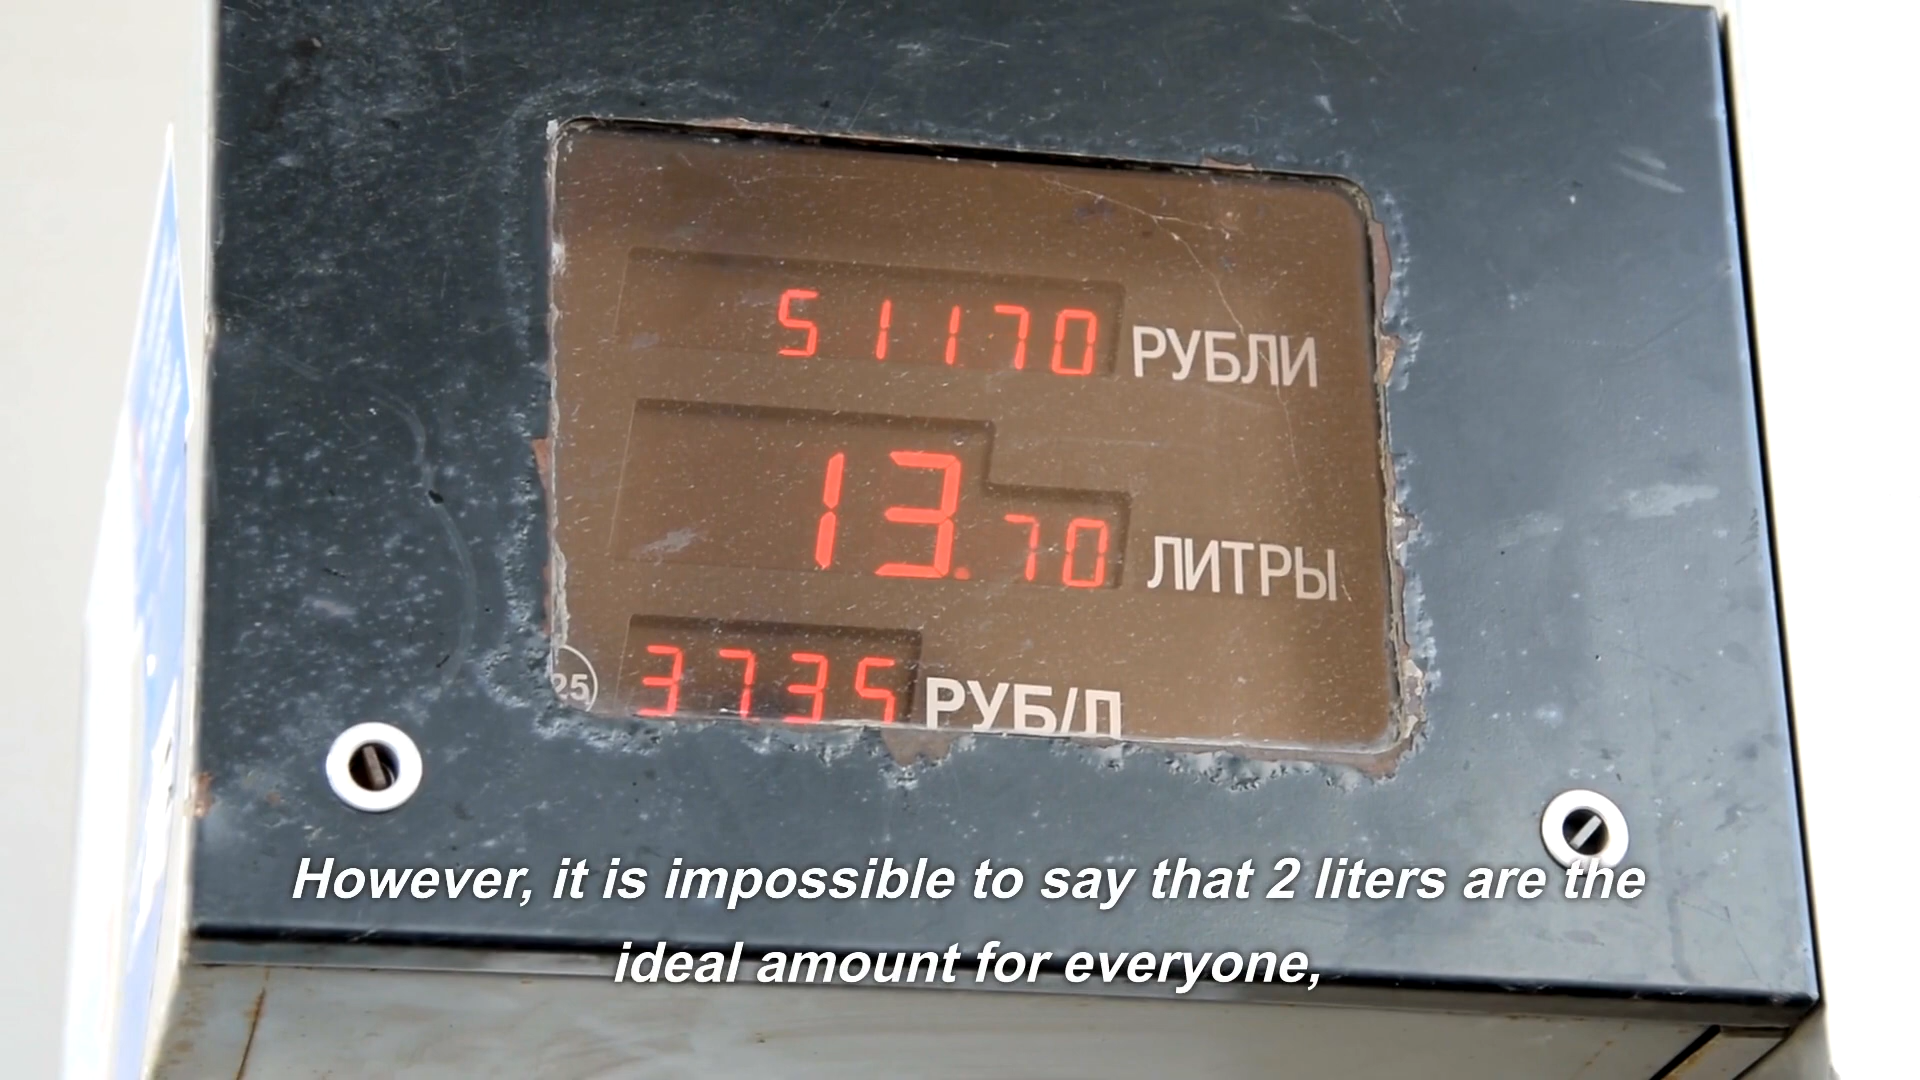 51170 РУБЛИ
13.70 ЛИТРЫ
25 3735 РУБ/Л
However, it is impossible to say that 2 liters are the
ideal amount for everyone,